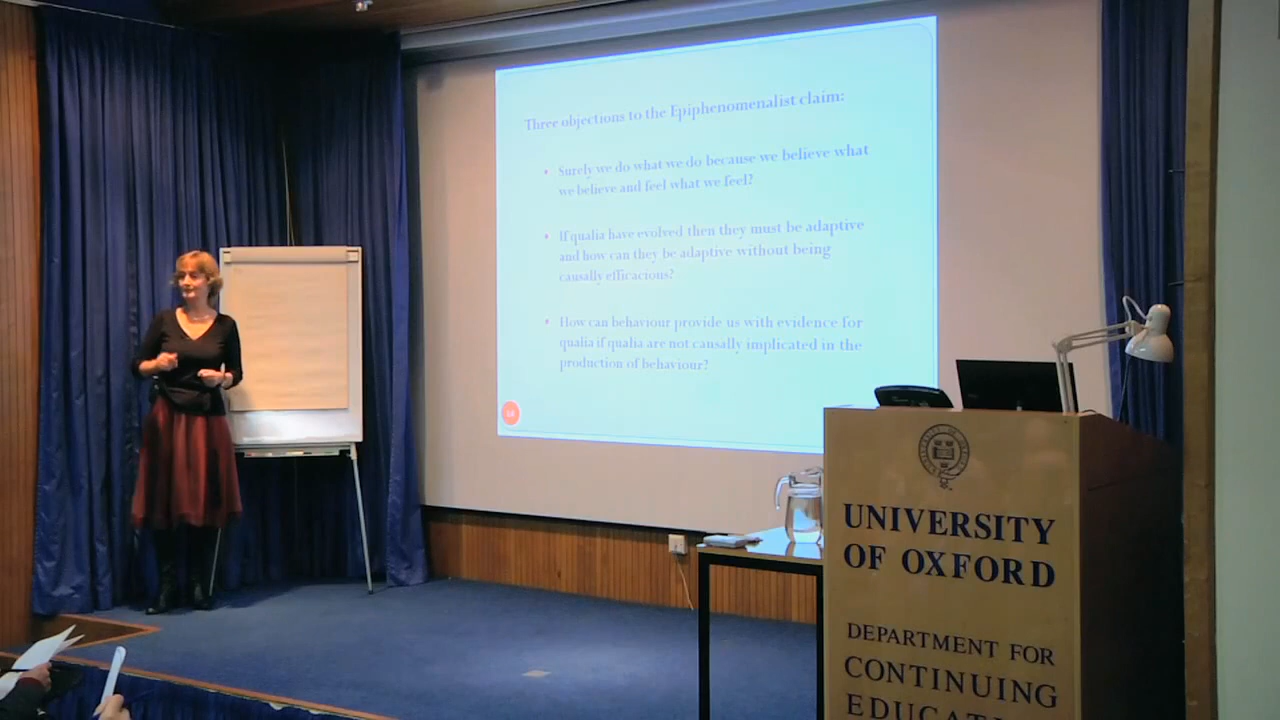 Three objections to the Epiphenomenalist claim:
• Surely we do what we do because we believe what
we believe and feel what we feel?
• If qualia have evolved then they must be adaptive
and how can they be adaptive without being
causally efficacious?
• How can behaviour provide us with evidence for
qualia if qualia are not causally implicated in the
production of behaviour?
UNIVERSITY
OF OXFORD
DEPARTMENT FOR
CONTINUING